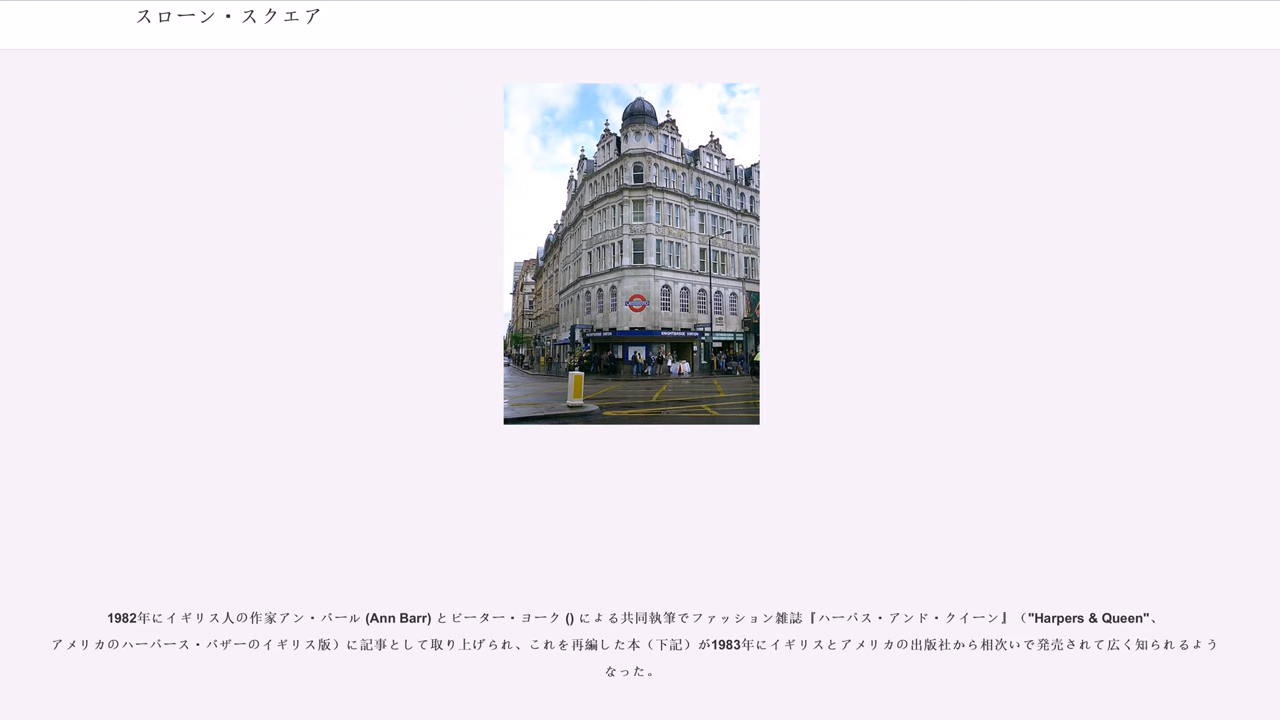 スローン・スクエア
KNIGHTSBRIDGE STATION
1982年にイギリス人の作家アン・バール (Ann Barr) とピーター・ヨーク () による共同執筆でファッション雑誌『ハーパス・アンド・クイーン』（"Harpers & Queen"、
アメリカのハーパース・バザーのイギリス版）に記事として取り上げられ、これを再編した本（下記）が1983年にイギリスとアメリカの出版社から相次いで発売されて広く知られるよう
なった。